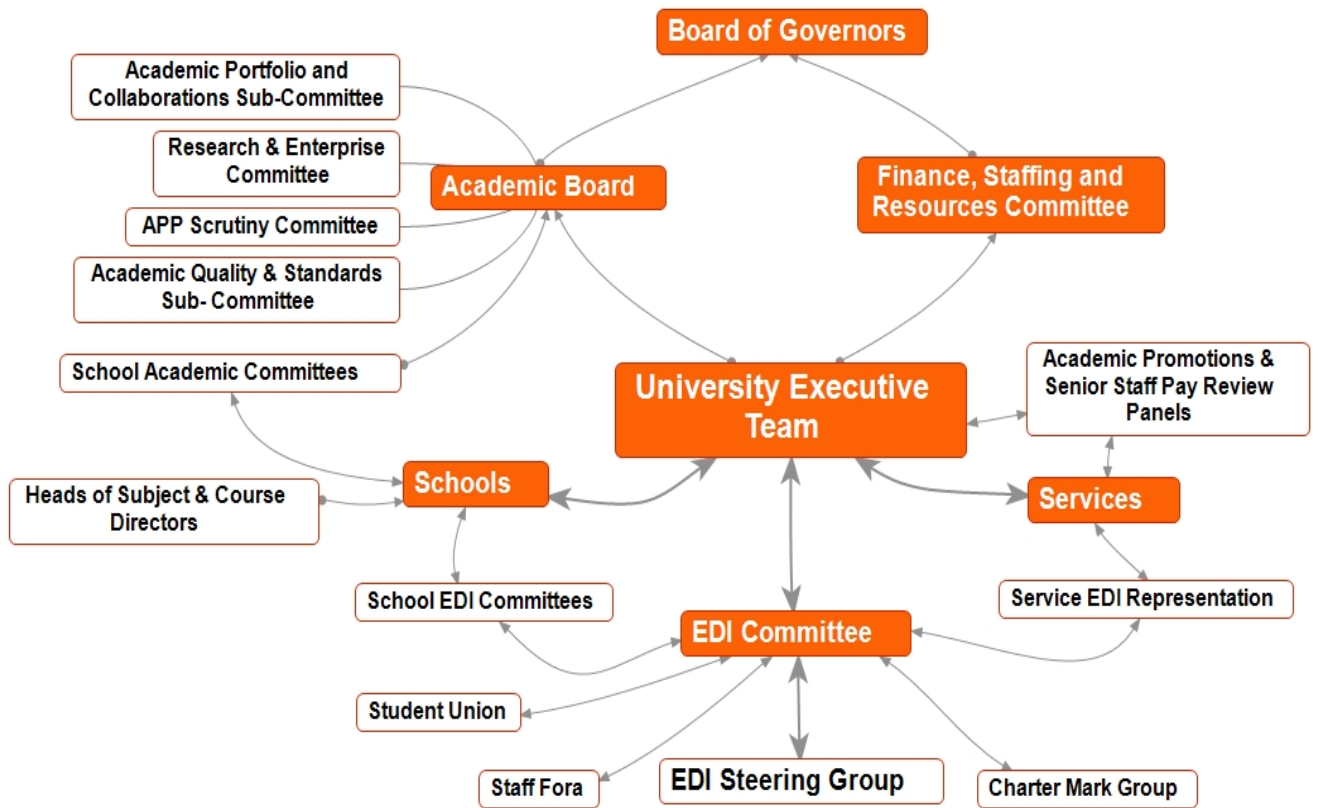 Board of Governors
Academic Portfolio and
Collaborations Sub-Committee
Research & Enterprise
Committee
Academic Board
Finance, Staffing and
Resources Committee
APP Scrutiny Committee
Academic Quality & Standards
Sub- Committee
School Academic Committees
University Executive
Team
Academic Promotions &
Senior Staff Pay Review
Panels
Schools
Heads of Subject & Course
Directors
Services
School EDI Committees
Service EDI Representation
EDI Committee
Student Union
Staff Fora
EDI Steering Group
Charter Mark Group